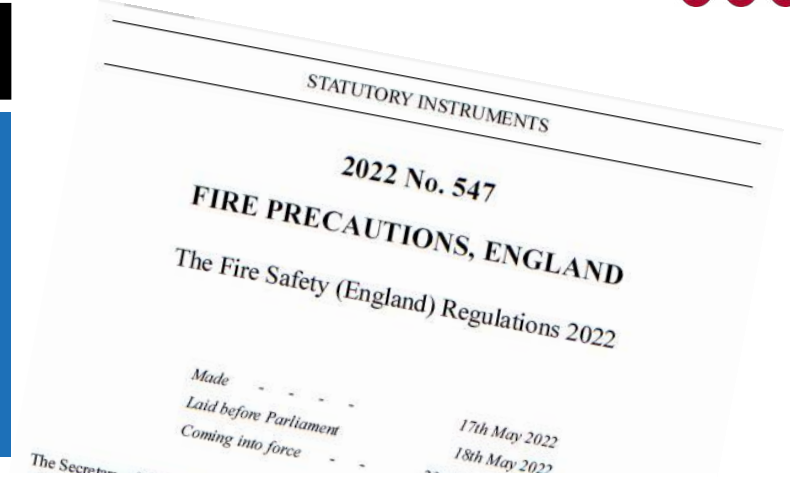 STATUTORY INSTRUMENTS
2022 No. 547
FIRE PRECAUTIONS, ENGLAND
The Fire Safety (England) Regulations 2022
Made - - - - 17th May 2022
Laid before Parliament 18th May 2022
Coming into force - -
The